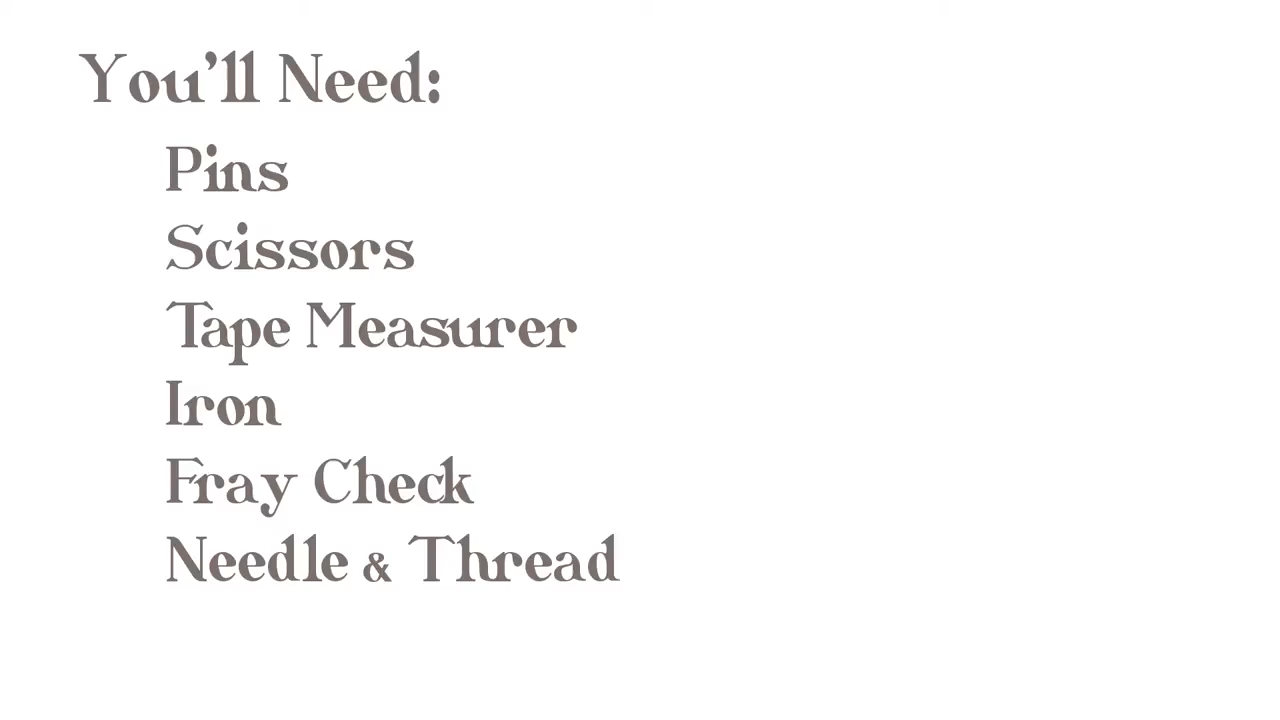 You'll Need:
Pins
Scissors
Tape Measurer
Iron
Fray Check
Needle & Thread